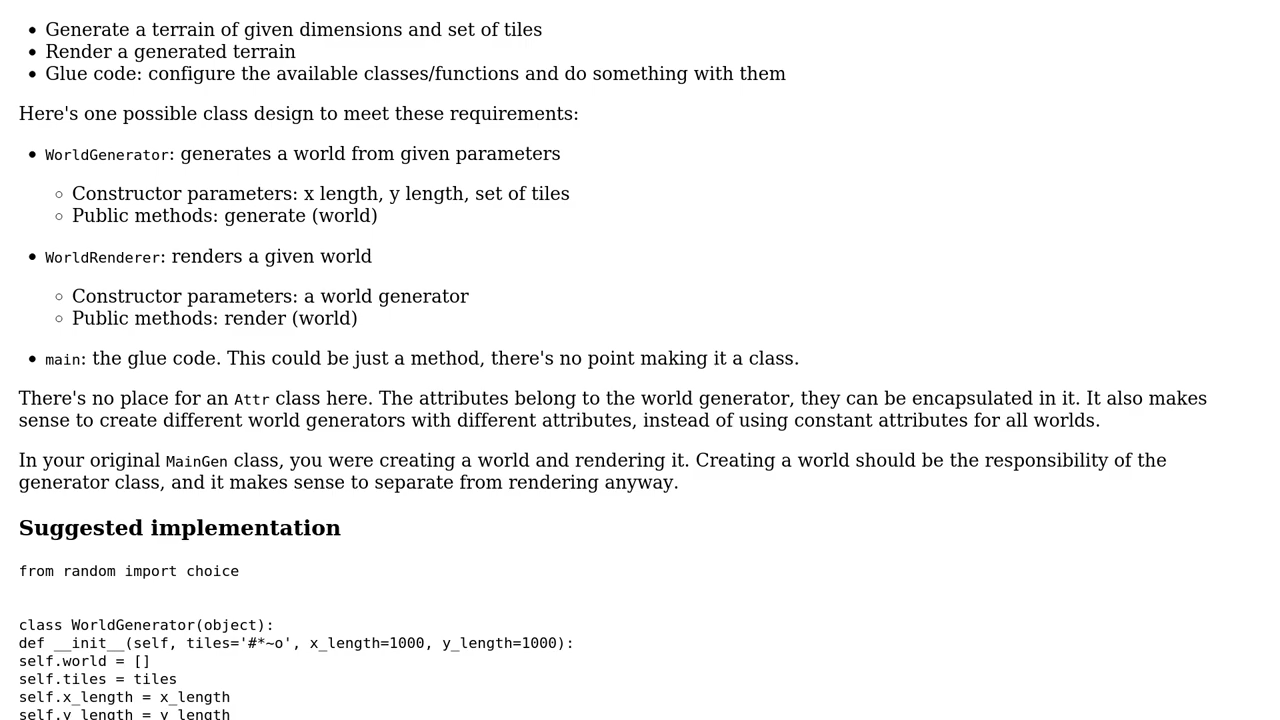 Generate a terrain of given dimensions and set of tiles
Render a generated terrain
Glue code: configure the available classes/functions and do something with them
Here's one possible class design to meet these requirements:
WorldGenerator: generates a world from given parameters
Constructor parameters: x length, y length, set of tiles
Public methods: generate (world)
WorldRenderer: renders a given world
Constructor parameters: a world generator
Public methods: render (world)
main: the glue code. This could be just a method, there's no point making it a class.
There's no place for an Attr class here. The attributes belong to the world generator, they can be encapsulated in it. It also makes
sense to create different world generators with different attributes, instead of using constant attributes for all worlds.
In your original MainGen class, you were creating a world and rendering it. Creating a world should be the responsibility of the
generator class, and it makes sense to separate from rendering anyway.
Suggested implementation
from random import choice
class WorldGenerator(object):
def __init__(self, tiles='#*~o', x_length=1000, y_length=1000):
self.world = []
self.tiles = tiles
self.x_length = x_length
self.y_length = y_length